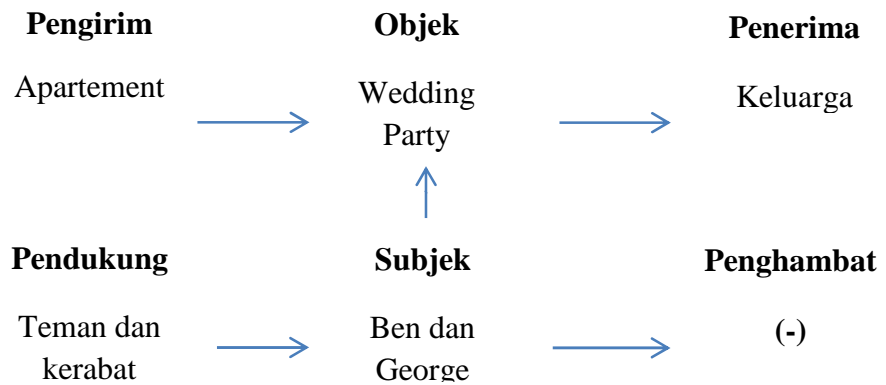 Pengirim
Objek
Penerima
Apartement
Wedding
Party
Keluarga
Pendukung
Subjek
Penghambat
Teman dan
kerabat
Ben dan
George
(-)